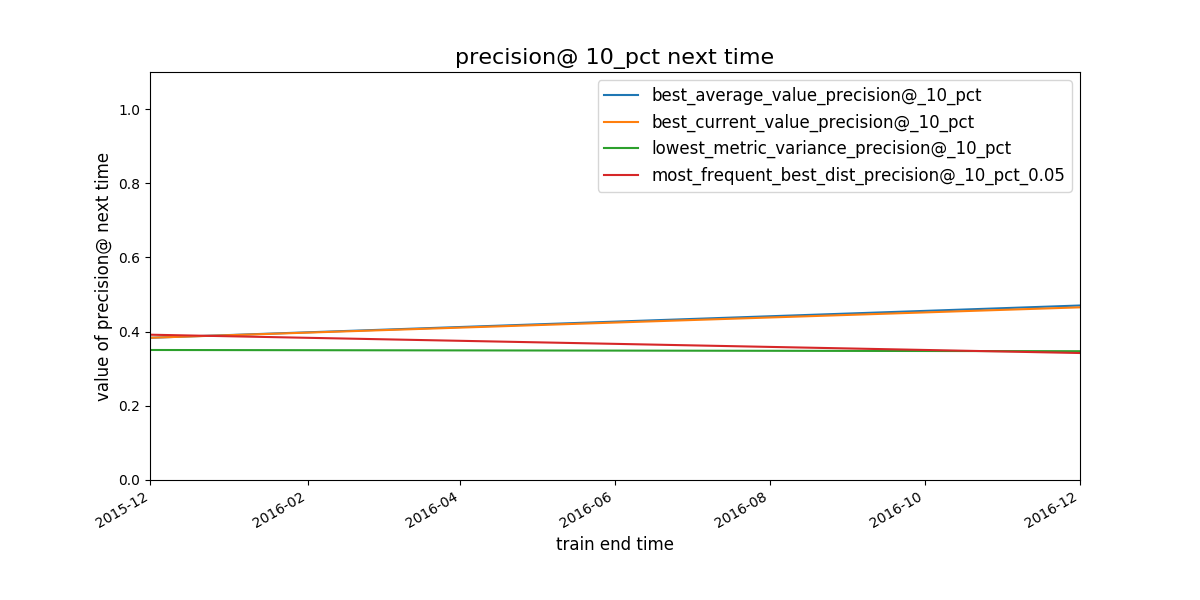 precision@ 10_pct next time
best_average_value_precision@_10_pct
best_current_value_precision@_10_pct
lowest_metric_variance_precision@_10_pct
most_frequent_best_dist_precision@_10_pct_0.05
value of precision@ next time
1.0
0.8
0.6
0.4
0.2
0.0
2015-12
2016-02
2016-04
2016-06
2016-08
2016-10
2016-12
train end time